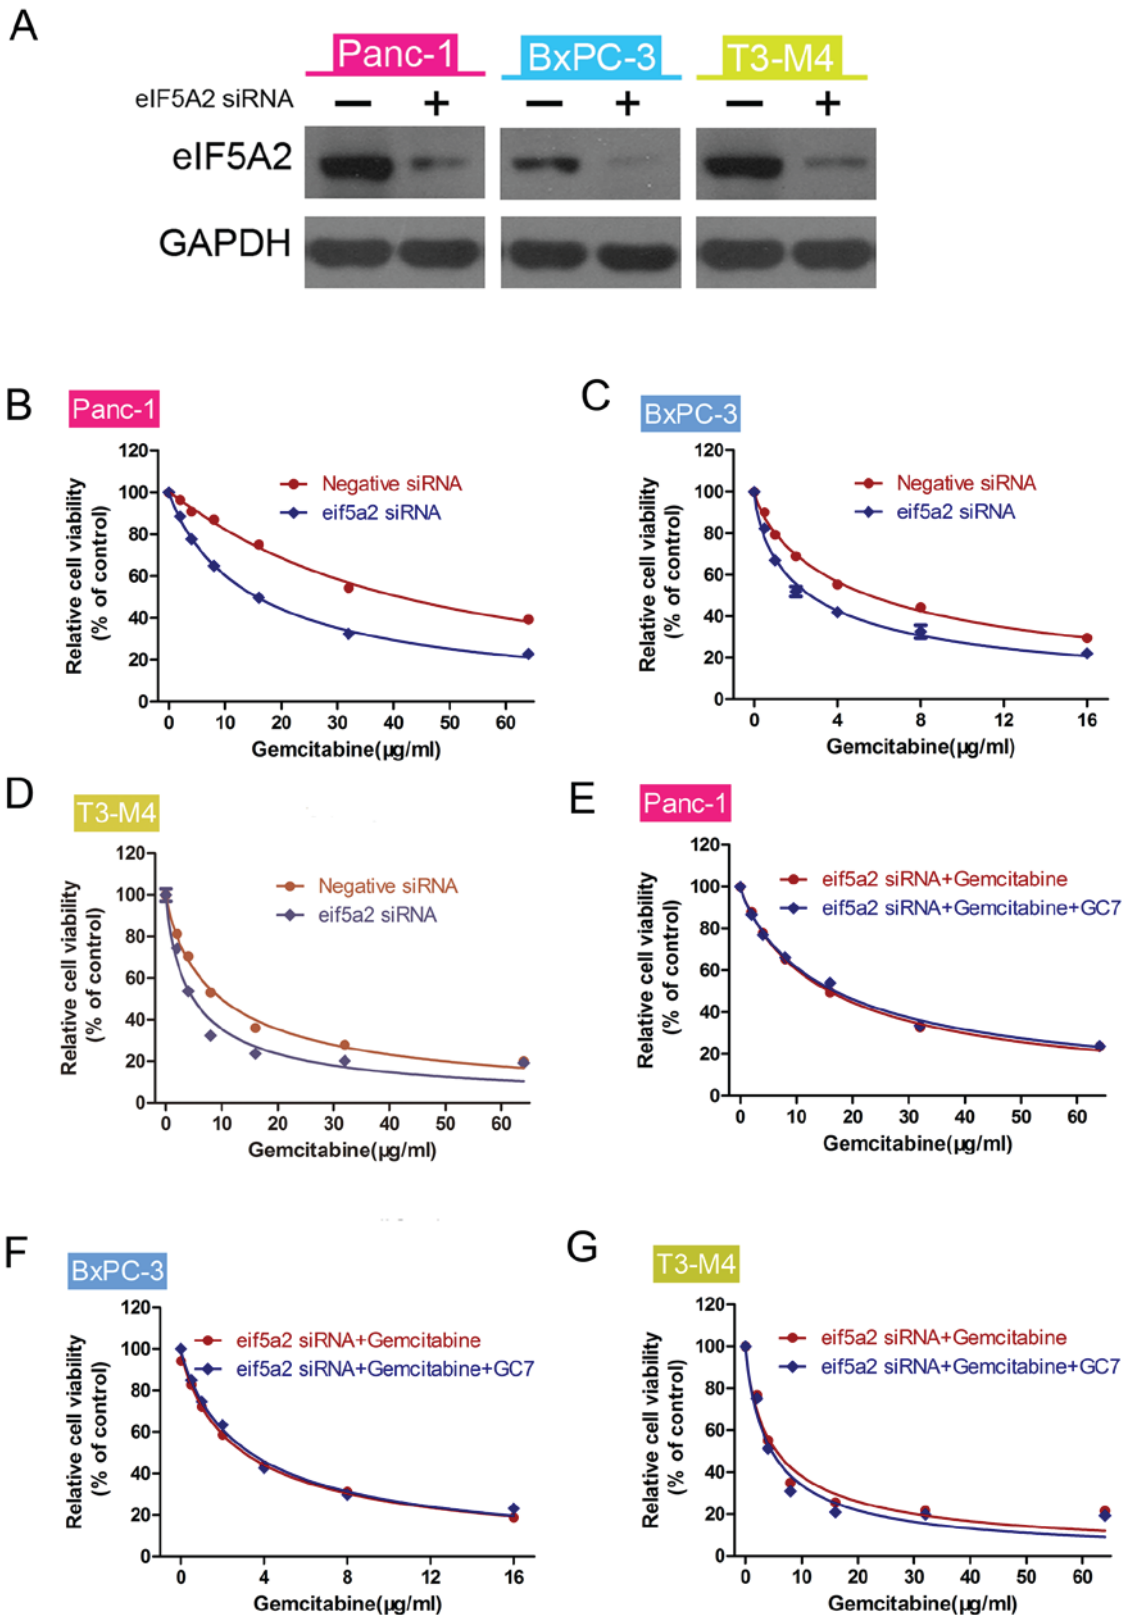 A
Panc-1 BxPC-3 T3-M4
eIF5A2 siRNA − + − + − +
eIF5A2
GAPDH
B
Panc-1
120
100
80
60
40
20
0
Relative cell viability
(% of control)
Negative siRNA
eif5a2 siRNA
0 10 20 30 40 50 60
Gemcitabine(µg/ml)
C
BxPC-3
120
100
80
60
40
20
0
Relative cell viability
(% of control)
Negative siRNA
eif5a2 siRNA
0 4 8 12 16
Gemcitabine(µg/ml)
D
T3-M4
120
100
80
60
40
20
0
Relative cell viability
(% of control)
Negative siRNA
eif5a2 siRNA
0 10 20 30 40 50 60
Gemcitabine(µg/ml)
E
Panc-1
120
100
80
60
40
20
0
Relative cell viability
(% of control)
eif5a2 siRNA+Gemcitabine
eif5a2 siRNA+Gemcitabine+GC7
0 10 20 30 40 50 60
Gemcitabine(µg/ml)
F
BxPC-3
120
100
80
60
40
20
0
Relative cell viability
(% of control)
eif5a2 siRNA+Gemcitabine
eif5a2 siRNA+Gemcitabine+GC7
0 4 8 12 16
Gemcitabine(µg/ml)
G
T3-M4
120
100
80
60
40
20
0
Relative cell viability
(% of control)
eif5a2 siRNA+Gemcitabine
eif5a2 siRNA+Gemcitabine+GC7
0 10 20 30 40 50 60
Gemcitabine(µg/ml)